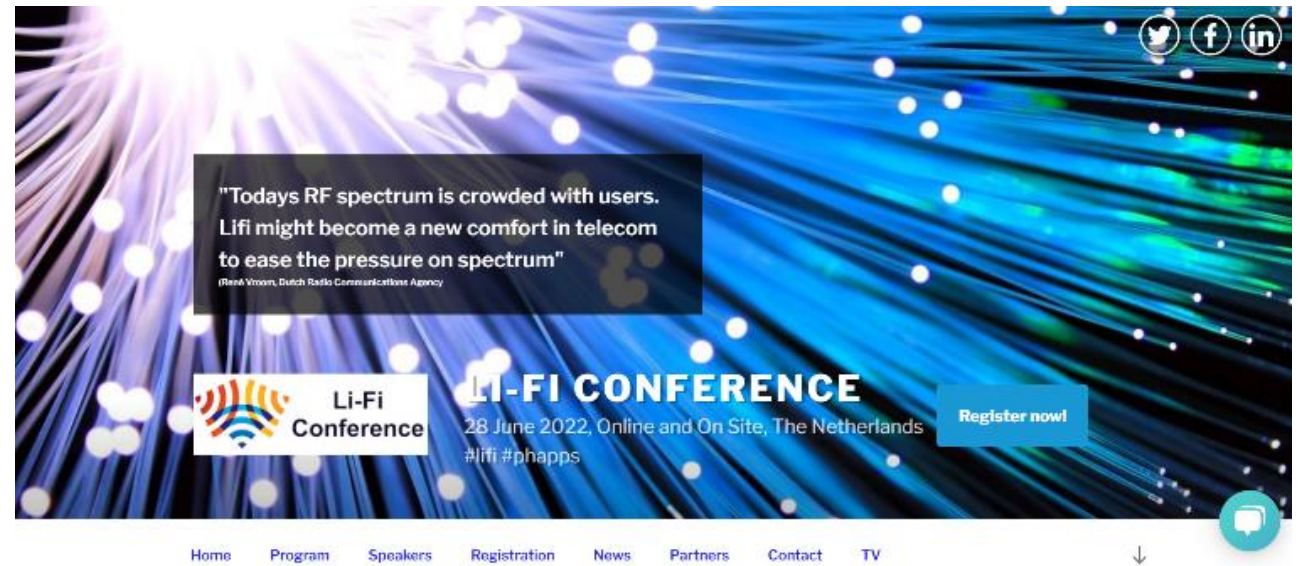 "Todays RF spectrum is crowded with users.
Lifi might become a new comfort in telecom
to ease the pressure on spectrum"
(René Vroom, Dutch Radio Communications Agency
Li-Fi
Conference
LI-FI CONFERENCE
28 June 2022, Online and On Site, The Netherlands
#lifi #phapps
Register now!
Home Program Speakers Registration News Partners Contact TV